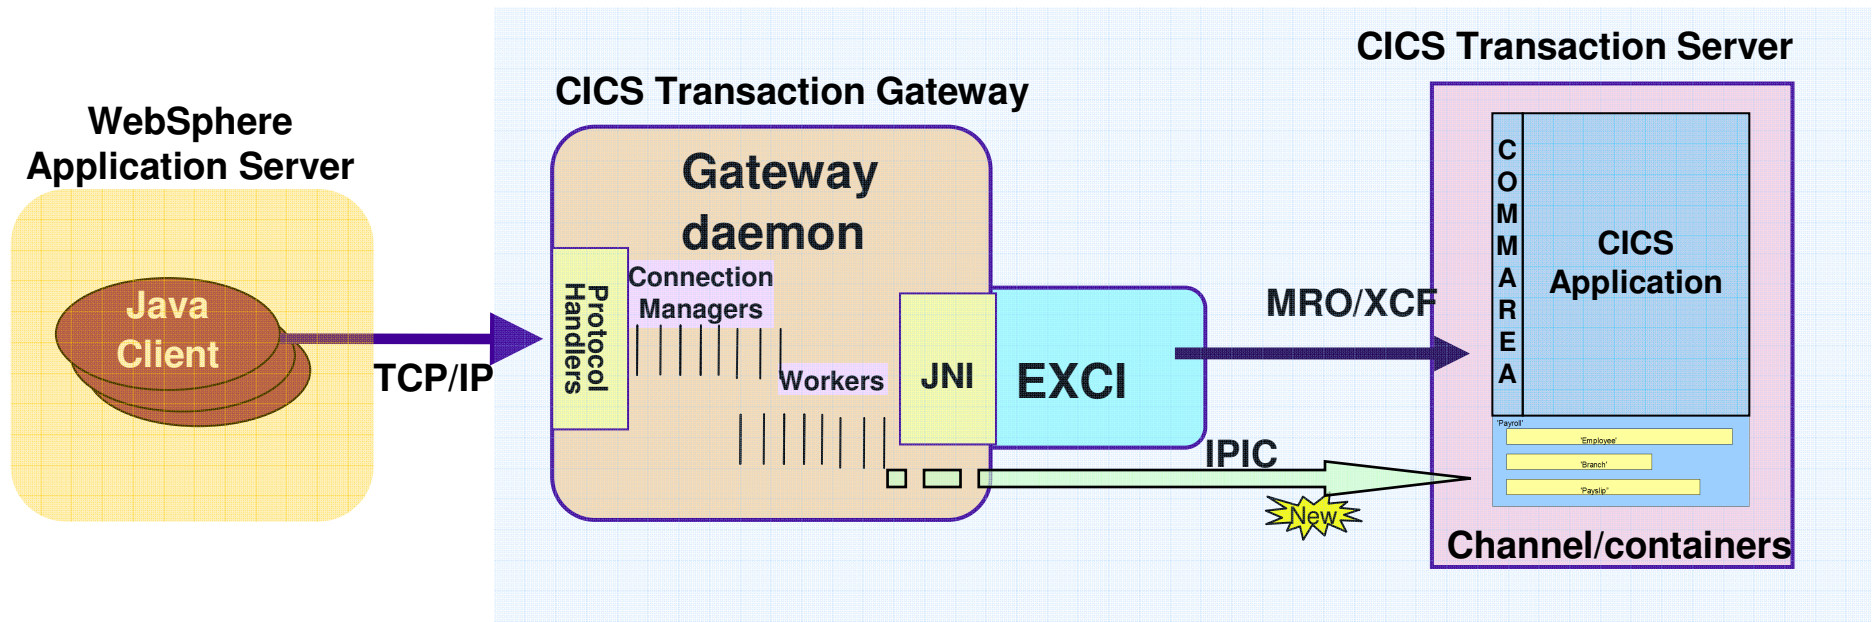 WebSphere
Application Server
Java
Client
TCP/IP
CICS Transaction Gateway
Gateway
daemon
Protocol
Handlers
Connection
Managers
Workers
JNI
EXCI
MRO/XCF
IPIC
New
CICS Transaction Server
COMMAREA
CICS
Application
'Payroll'
'Employee'
'Branch'
'Payslip'
Channel/containers